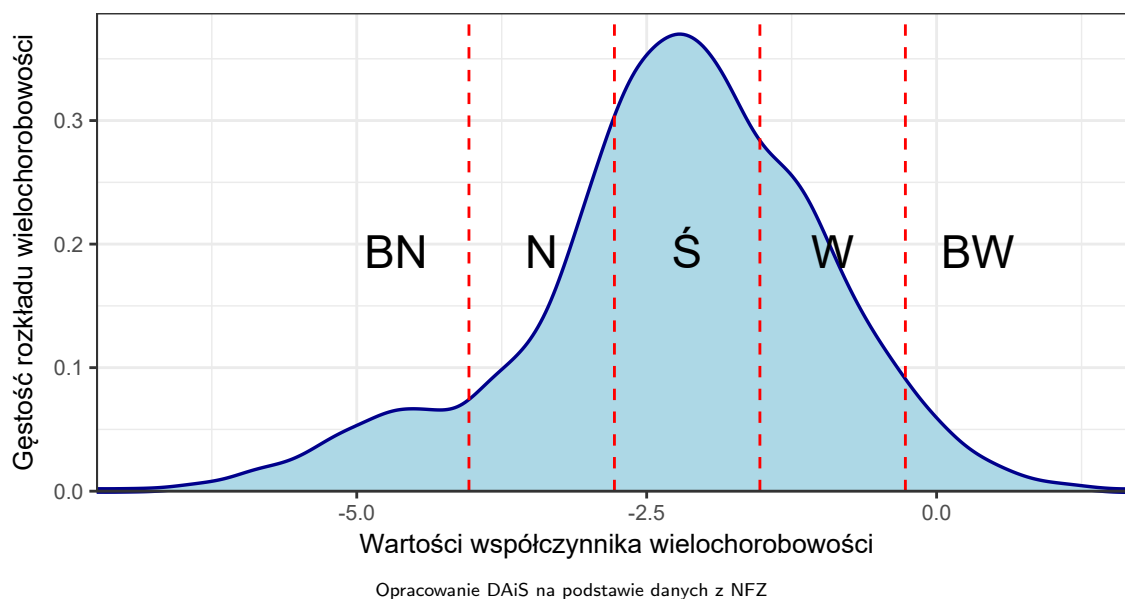 Gęstość rozkładu wielochorobowości
0.3
0.2
0.1
0.0
BN N Ś W BW
-5.0 -2.5 0.0
Wartości współczynnika wielochorobowości
Opracowanie DAiS na podstawie danych z NFZ